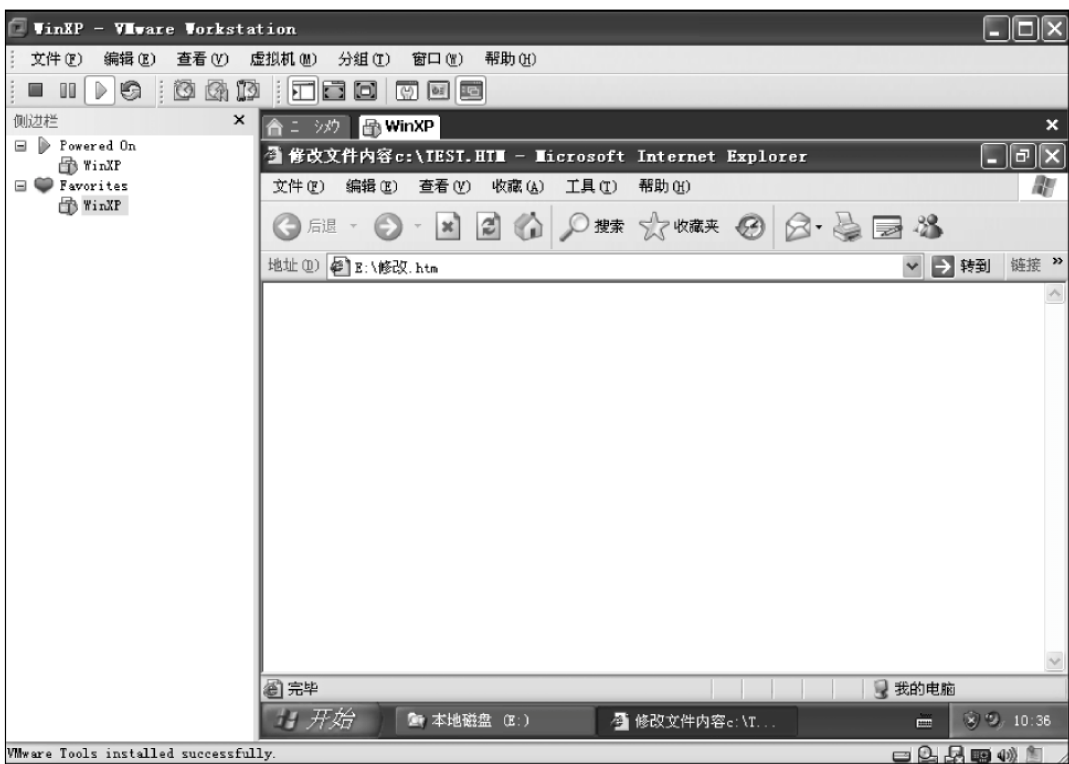 WinXP - VMware Workstation
文件(F) 编辑(E) 查看(V) 虚拟机(M) 分组(T) 窗口(W) 帮助(H)
侧边栏
Powered On
WinXP
Favorites
WinXP
WinXP
修改文件内容c:\TEST.HTM - Microsoft Internet Explorer
文件(F) 编辑(E) 查看(V) 收藏(A) 工具(T) 帮助(H)
后退 搜索 收藏夹
地址(D) E:\修改.htm 转到 链接 »
完毕 我的电脑
开始 本地磁盘 (E:) 修改文件内容c:\T... 10:36
VMware Tools installed successfully.